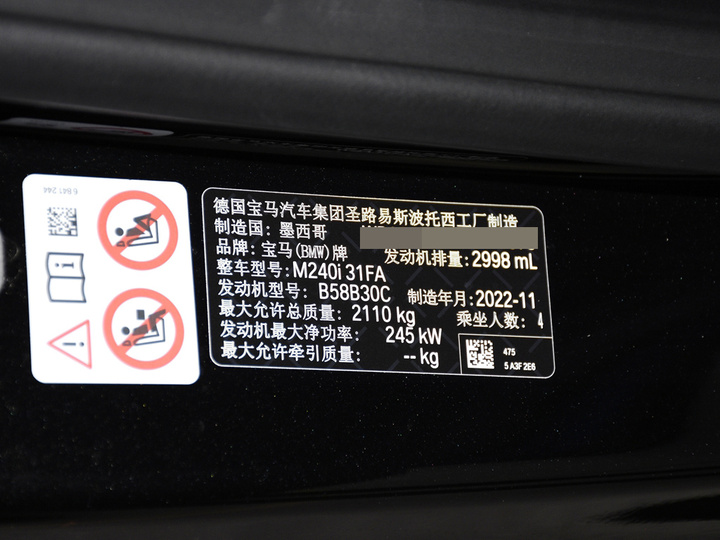 6 841 244
德国宝马汽车集团圣路易斯波托西工厂制造
制造国：墨西哥
品牌：宝马(BMW)牌 发动机排量：2998 mL
整车型号：M240i 31FA
发动机型号： B58B30C 制造年月：2022-11
最大允许总质量： 2110 kg 乘坐人数： 4
发动机最大净功率： 245 kW
最大允许牵引质量： -- kg
475
5 A3F 2E6